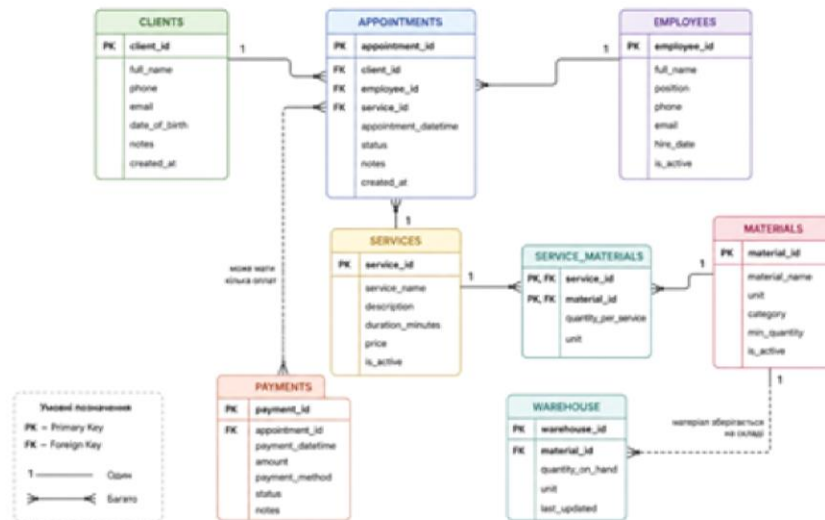 CLIENTS
PK client_id
full_name
phone
email
date_of_birth
notes
created_at
APPOINTMENTS
PK appointment_id
FK client_id
FK employee_id
FK service_id
appointment_datetime
status
notes
created_at
EMPLOYEES
PK employee_id
full_name
position
phone
email
hire_date
is_active
1
1
1
SERVICES
PK service_id
service_name
description
duration_minutes
price
is_active
1
SERVICE_MATERIALS
PK, FK service_id
PK, FK material_id
quantity_per_service
unit
1
MATERIALS
PK material_id
material_name
unit
category
min_quantity
is_active
1
може мати
кілька оплат
PAYMENTS
PK payment_id
FK appointment_id
payment_datetime
amount
payment_method
status
notes
WAREHOUSE
PK warehouse_id
FK material_id
quantity_on_hand
unit
last_updated
матеріал зберігається
на складі
Умовні позначення
PK – Primary Key
FK – Foreign Key
1 Один
Багато